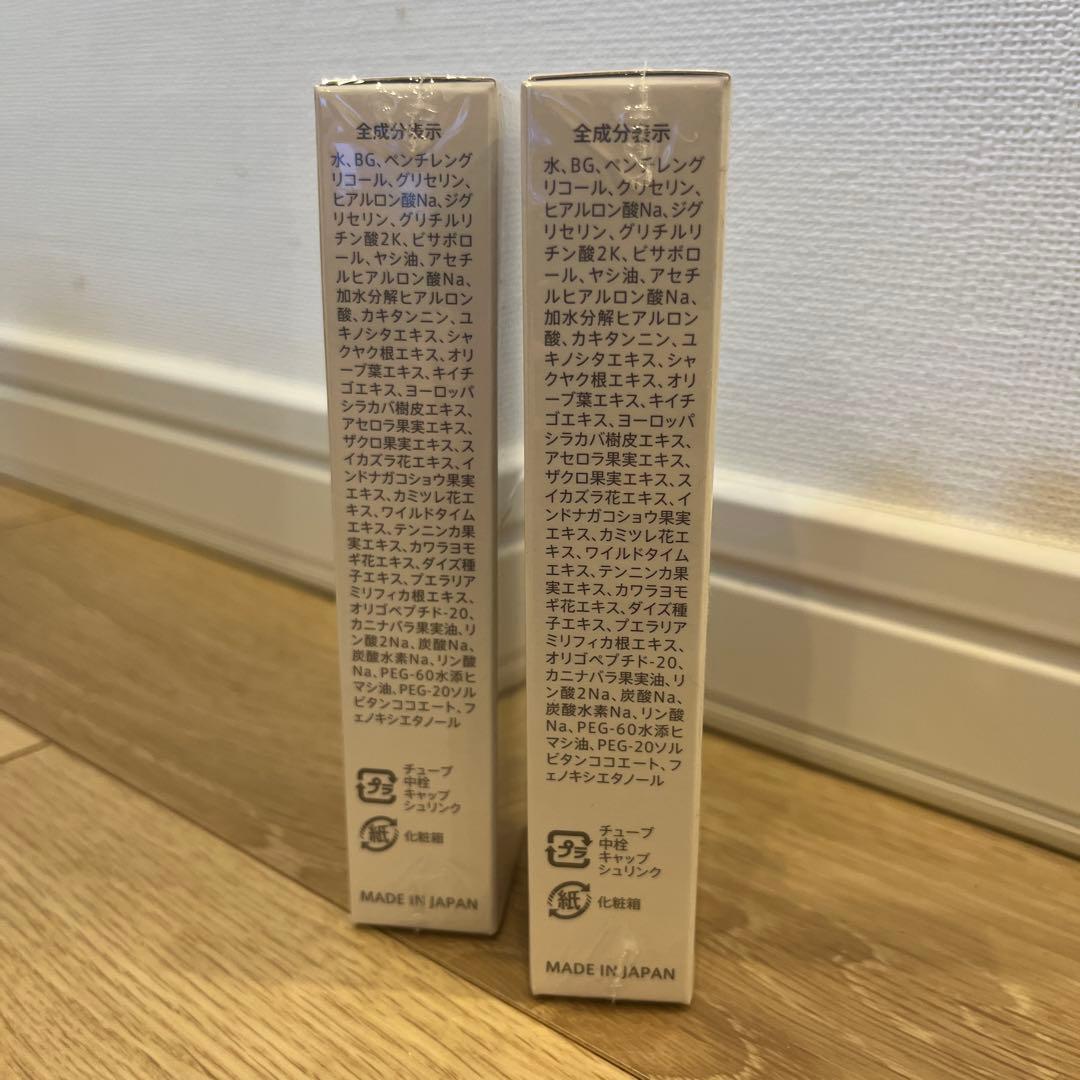 全成分表示
水、BG、ペンチレング
リコール、グリセリン、
ヒアルロン酸Na、ジグ
リセリン、グリチルリ
チン酸2K、ビサボロ
ール、ヤシ油、アセチ
ルヒアルロン酸Na、
加水分解ヒアルロン
酸、カキタンニン、ユ
キノシタエキス、シャ
クヤク根エキス、オリ
ーブ葉エキス、キイチ
ゴエキス、ヨーロッパ
シラカバ樹皮エキス、
アセロラ果実エキス、
ザクロ果実エキス、ス
イカズラ花エキス、イ
ンドナガコショウ果実
エキス、カミツレ花エ
キス、ワイルドタイム
エキス、テンニンカ果
実エキス、カワラヨモ
ギ花エキス、ダイズ種
子エキス、プエラリア
ミリフィカ根エキス、
オリゴペプチド-20、
カニナバラ果実油、リ
ン酸2Na、炭酸Na、
炭酸水素Na、リン酸
Na、PEG-60水添ヒ
マシ油、PEG-20ソル
ビタンココエート、フ
ェノキシエタノール
プラ
チューブ
中栓
キャップ
シュリンク
紙
化粧箱
MADE IN JAPAN
全成分表示
水、BG、ペンチレング
リコール、グリセリン、
ヒアルロン酸Na、ジグ
リセリン、グリチルリ
チン酸2K、ビサボロ
ール、ヤシ油、アセチ
ルヒアルロン酸Na、
加水分解ヒアルロン
酸、カキタンニン、ユ
キノシタエキス、シャ
クヤク根エキス、オリ
ーブ葉エキス、キイチ
ゴエキス、ヨーロッパ
シラカバ樹皮エキス、
アセロラ果実エキス、
ザクロ果実エキス、ス
イカズラ花エキス、イ
ンドナガコショウ果実
エキス、カミツレ花エ
キス、ワイルドタイム
エキス、テンニンカ果
実エキス、カワラヨモ
ギ花エキス、ダイズ種
子エキス、プエラリア
ミリフィカ根エキス、
オリゴペプチド-20、
カニナバラ果実油、リ
ン酸2Na、炭酸Na、
炭酸水素Na、リン酸
Na、PEG-60水添ヒ
マシ油、PEG-20ソル
ビタンココエート、フ
ェノキシエタノール
プラ
チューブ
中栓
キャップ
シュリンク
紙
化粧箱
MADE IN JAPAN